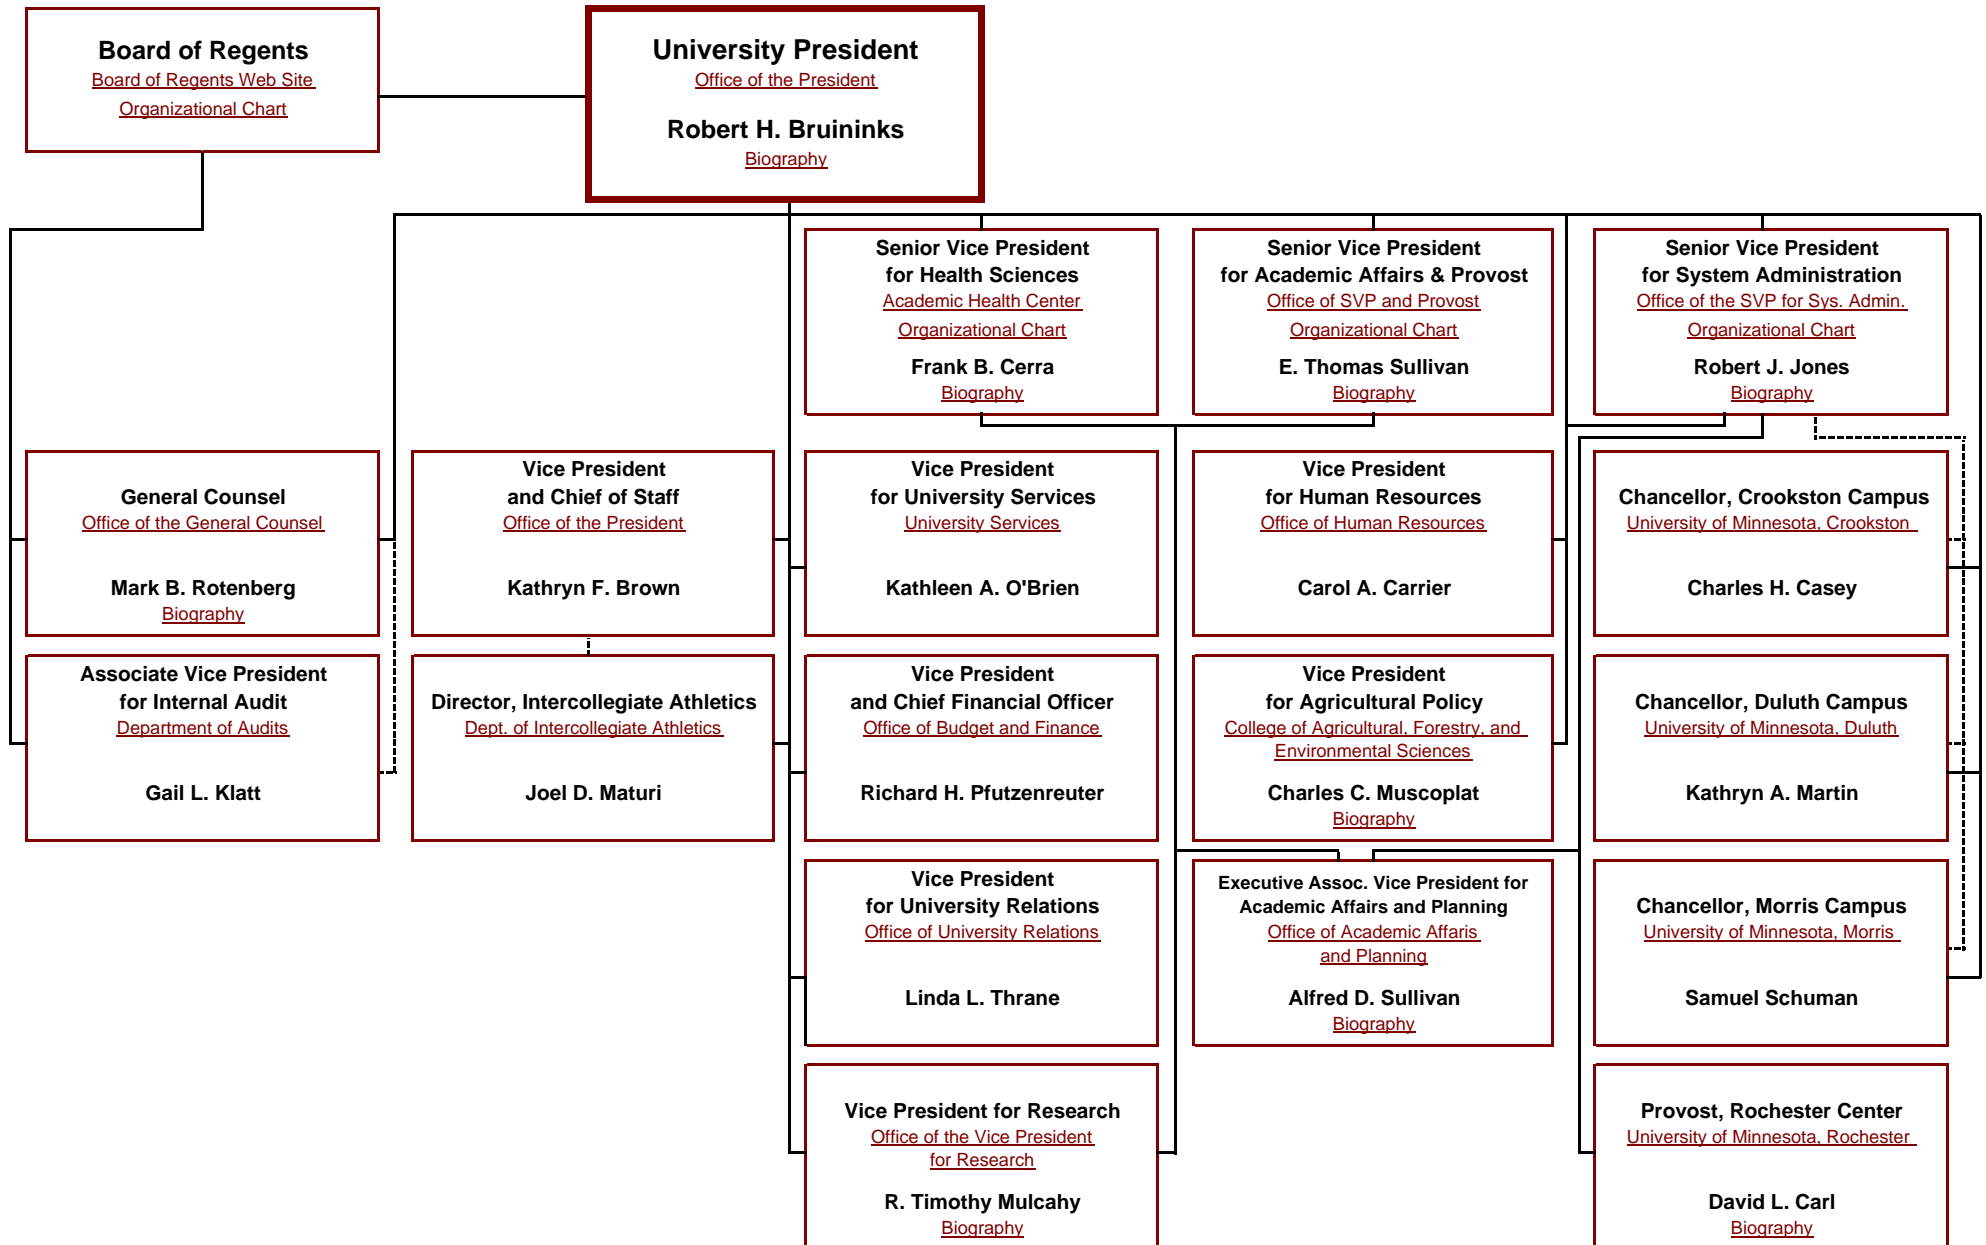 Board of Regents
Board of Regents Web Site
Organizational Chart
University President
Office of the President
Robert H. Bruininks
Biography
Senior Vice President
for Health Sciences
Academic Health Center
Organizational Chart
Frank B. Cerra
Biography
Senior Vice President
for Academic Affairs & Provost
Office of SVP and Provost
Organizational Chart
E. Thomas Sullivan
Biography
Senior Vice President
for System Administration
Office of the SVP for Sys. Admin.
Organizational Chart
Robert J. Jones
Biography
General Counsel
Office of the General Counsel
Mark B. Rotenberg
Biography
Vice President
and Chief of Staff
Office of the President
Kathryn F. Brown
Vice President
for University Services
University Services
Kathleen A. O'Brien
Vice President
for Human Resources
Office of Human Resources
Carol A. Carrier
Chancellor, Crookston Campus
University of Minnesota, Crookston
Charles H. Casey
Associate Vice President
for Internal Audit
Department of Audits
Gail L. Klatt
Director, Intercollegiate Athletics
Dept. of Intercollegiate Athletics
Joel D. Maturi
Vice President
and Chief Financial Officer
Office of Budget and Finance
Richard H. Pfutzenreuter
Vice President
for Agricultural Policy
College of Agricultural, Forestry, and
Environmental Sciences
Charles C. Muscoplat
Biography
Chancellor, Duluth Campus
University of Minnesota, Duluth
Kathryn A. Martin
Vice President
for University Relations
Office of University Relations
Linda L. Thrane
Executive Assoc. Vice President for
Academic Affairs and Planning
Office of Academic Affaris
and Planning
Alfred D. Sullivan
Biography
Chancellor, Morris Campus
University of Minnesota, Morris
Samuel Schuman
Vice President for Research
Office of the Vice President
for Research
R. Timothy Mulcahy
Biography
Provost, Rochester Center
University of Minnesota, Rochester
David L. Carl
Biography